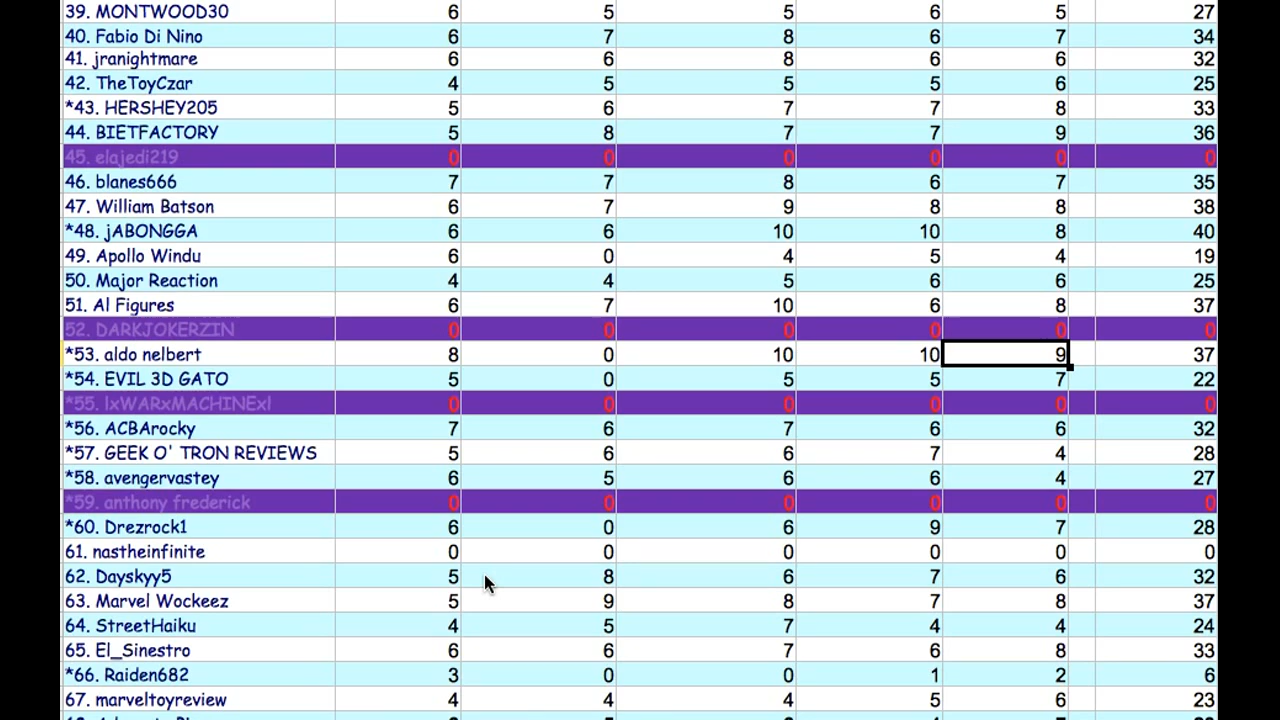 39. MONTWOOD30 6 5 5 6 5 27
40. Fabio Di Nino 6 7 8 6 7 34
41. jranightmare 6 6 8 6 6 32
42. TheToyCzar 4 5 5 5 6 25
*43. HERSHEY205 5 6 7 7 8 33
44. BIETFACTORY 5 8 7 7 9 36
45. elajedi219 0 0 0 0 0 0
46. blanes666 7 7 8 6 7 35
47. William Batson 6 7 9 8 8 38
*48. jABONGGA 6 6 10 10 8 40
49. Apollo Windu 6 0 4 5 4 19
50. Major Reaction 4 4 5 6 6 25
51. Al Figures 6 7 10 6 8 37
52. DARKJOKERZIN 0 0 0 0 0 0
*53. aldo nelbert 8 0 10 10 9 37
*54. EVIL 3D GATO 5 0 5 5 7 22
*55. lxWARxMACHINExl 0 0 0 0 0 0
*56. ACBArocky 7 6 7 6 6 32
*57. GEEK O' TRON REVIEWS 5 6 6 7 4 28
*58. avengervastey 6 5 6 6 4 27
*59. anthony frederick 0 0 0 0 0 0
*60. Drezrock1 6 0 6 9 7 28
61. nastheinfinite 0 0 0 0 0 0
62. Dayskyy5 5 8 6 7 6 32
63. Marvel Wockeez 5 9 8 7 8 37
64. StreetHaiku 4 5 7 4 4 24
65. El_Sinestro 6 6 7 6 8 33
*66. Raiden682 3 0 0 1 2 6
67. marveltoyreview 4 4 4 5 6 23